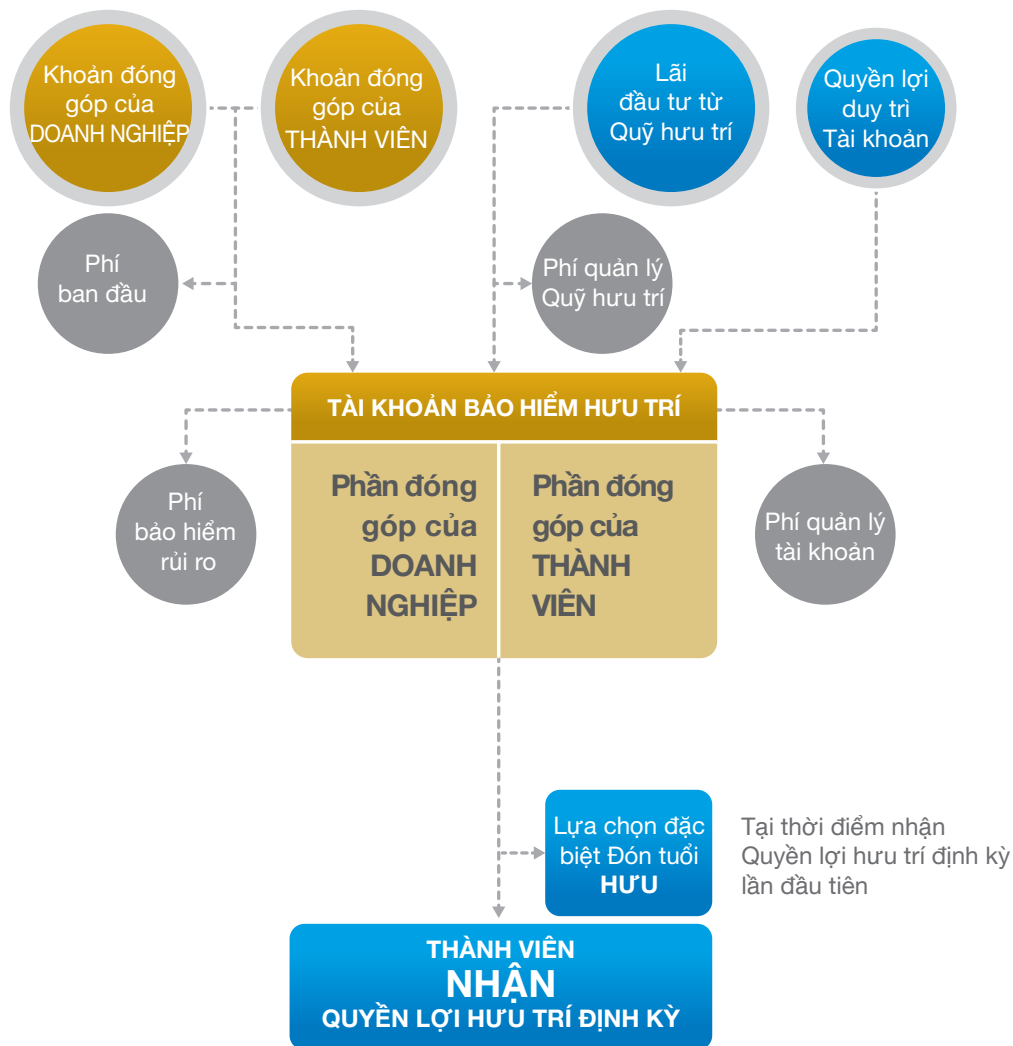 Khoản đóng
góp của
DOANH NGHIỆP
Khoản đóng
góp của
THÀNH VIÊN
Lãi
đầu tư từ
Quỹ hưu trí
Quyền lợi
duy trì
Tài khoản
Phí
ban đầu
Phí quản lý
Quỹ hưu trí
TÀI KHOẢN BẢO HIỂM HƯU TRÍ
Phí
bảo hiểm
rủi ro
Phần đóng
góp của
DOANH
NGHIỆP
Phần đóng
góp của
THÀNH
VIÊN
Phí quản lý
tài khoản
Lựa chọn đặc
biệt Đón tuổi
HƯU
Tại thời điểm nhận
Quyền lợi hưu trí định kỳ
lần đầu tiên
THÀNH VIÊN
NHẬN
QUYỀN LỢI HƯU TRÍ ĐỊNH KỲ